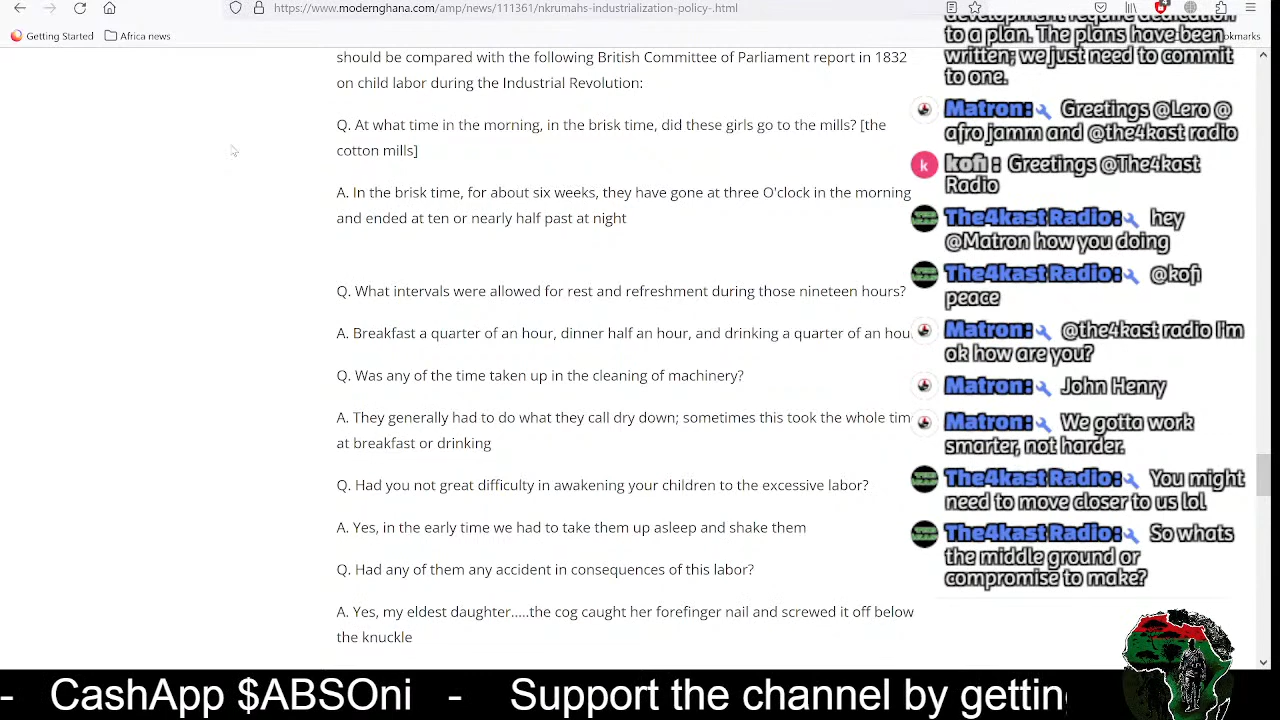 https://www.modernghana.com/amp/news/111361/nkrumahs-industrialization-policy-.html
Getting Started
Africa news
should be compared with the following British Committee of Parliament report in 1832
on child labor during the Industrial Revolution:
Q. At what time in the morning, in the brisk time, did these girls go to the mills? [the
cotton mills]
A. In the brisk time, for about six weeks, they have gone at three O'clock in the morning
and ended at ten or nearly half past at night
Q. What intervals were allowed for rest and refreshment during those nineteen hours?
A. Breakfast a quarter of an hour, dinner half an hour, and drinking a quarter of an hou
Q. Was any of the time taken up in the cleaning of machinery?
A. They generally had to do what they call dry down; sometimes this took the whole tim
at breakfast or drinking
Q. Had you not great difficulty in awakening your children to the excessive labor?
A. Yes, in the early time we had to take them up asleep and shake them
Q. Had any of them any accident in consequences of this labor?
A. Yes, my eldest daughter.....the cog caught her forefinger nail and screwed it off below
the knuckle
development require dedication
to a plan. The plans have been
written; we just need to commit
to one.
Matron: Greetings @Lero @
afro jamm and @the4kast radio
k
kofi : Greetings @The4kast
Radio
The4kast Radio: hey
@Matron how you doing
The4kast Radio: @kofi
peace
Matron: @the4kast radio I'm
ok how are you?
Matron: John Henry
Matron: We gotta work
smarter, not harder.
The4kast Radio: You might
need to move closer to us lol
The4kast Radio: So whats
the middle ground or
compromise to make?
- CashApp $ABSOni - Support the channel by getting